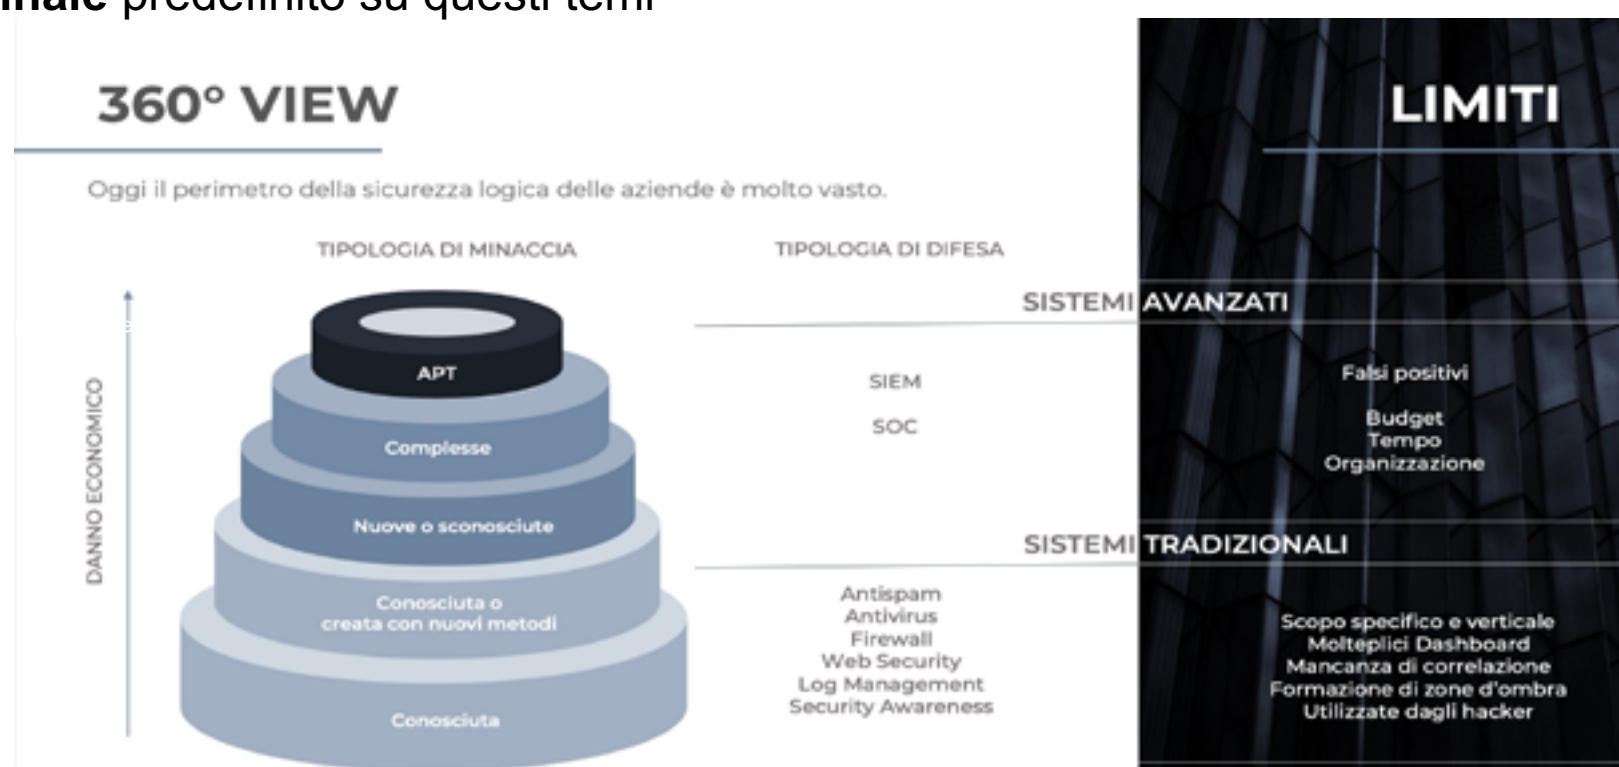 inale predefinito su questi temi
360° VIEW
LIMITI
Oggi il perimetro della sicurezza logica delle aziende è molto vasto.
TIPOLOGIA DI MINACCIA
TIPOLOGIA DI DIFESA
DANNO ECONOMICO
SISTEMI AVANZATI
APT
Complesse
Nuove o sconosciute
SIEM
SOC
Falsi positivi
Budget
Tempo
Organizzazione
SISTEMI TRADIZIONALI
Conosciuta o
creata con nuovi metodi
Conosciuta
Antispam
Antivirus
Firewall
Web Security
Log Management
Security Awareness
Scopo specifico e verticale
Molteplici Dashboard
Mancanza di correlazione
Formazione di zone d'ombra
Utilizzate dagli hacker